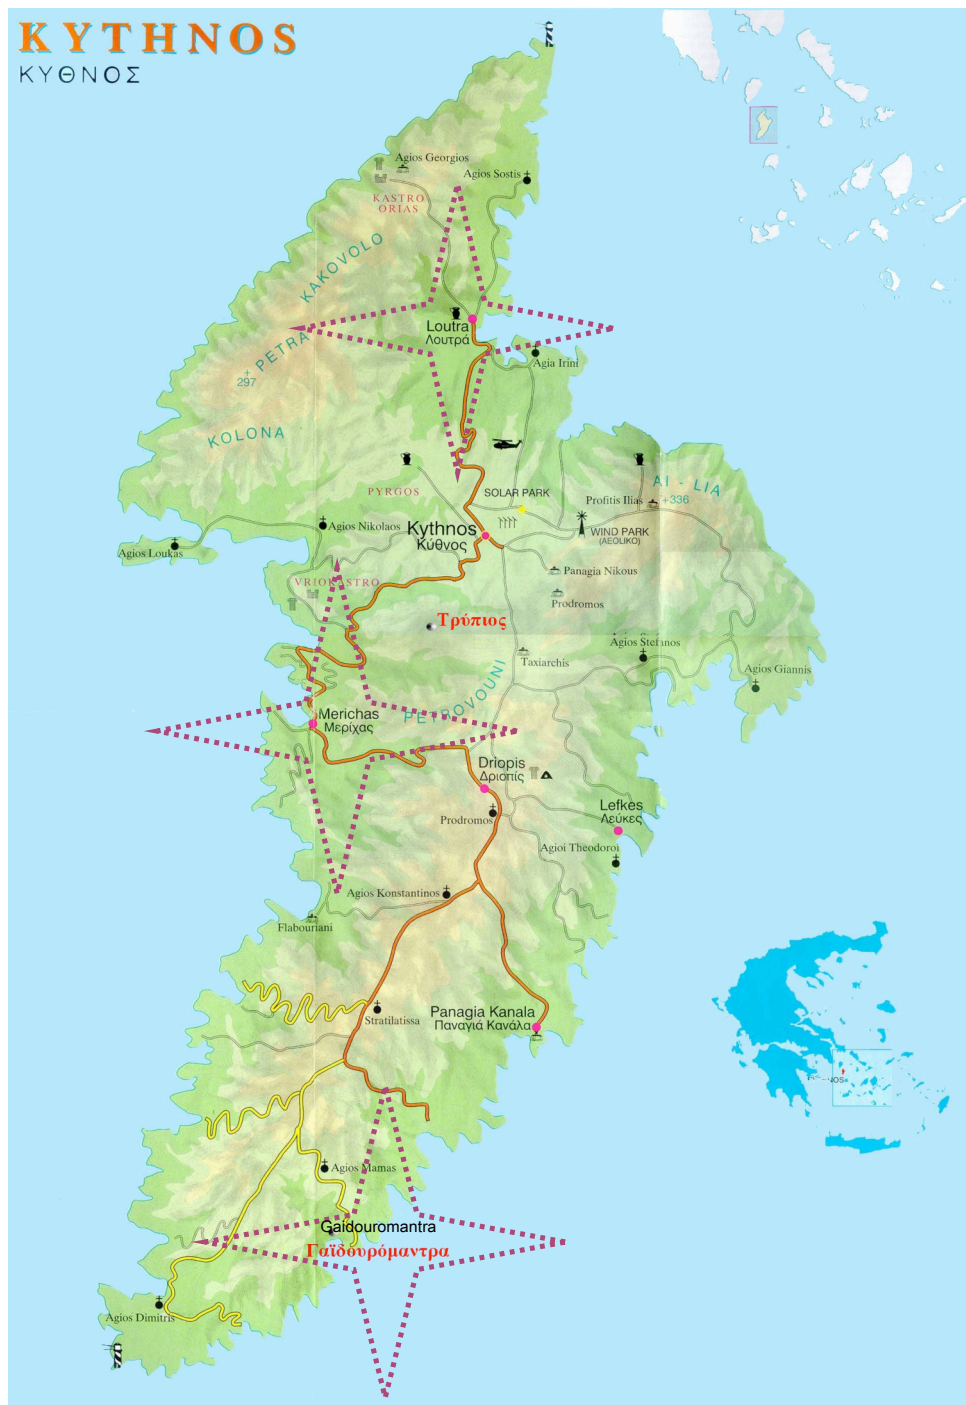 KYTHNOS
ΚΥΘΝΟΣ
Agios Georgios
Agios Sostis
KASTRO
ORIAS
KAKOVOLO
Loutra
Λουτρά
PETRA
Agia Irini
+
297
KOLONA
PYRGOS
SOLAR PARK
AI - LIA
Profitis Ilias
+336
Agios Nikolaos
Kythnos
Κύθνος
WIND PARK
(AEOLIKO)
Agios Loukas
Panagia Nikous
VRIOKASTRO
Prodromos
Τρύπιος
Agios Stefanos
Taxiarchis
Agios Giannis
PETROVOUNI
Merichas
Μερίχας
Driopis
Δριοπίς
Lefkes
Λεύκες
Prodromos
Agioi Theodoroi
Agios Konstantinos
Flabouriani
Panagia Kanala
Παναγιά Κανάλα
Stratilatissa
Agios Mamas
Gaidouromantra
Γαϊδουρόμαντρα
Agios Dimitris